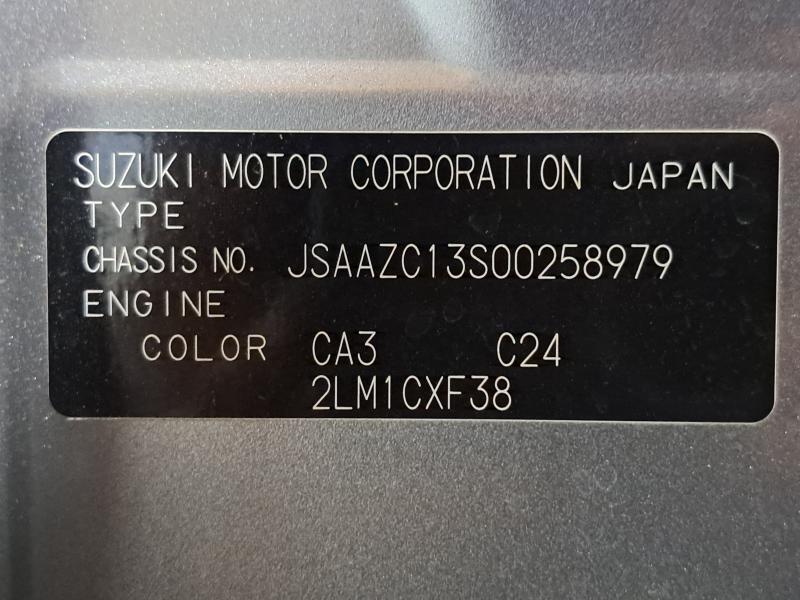 SUZUKI MOTOR CORPORATION JAPAN
TYPE
CHASSIS NO. JSAAZC13S00258979
ENGINE
COLOR CA3 C24
2LM1CXF38